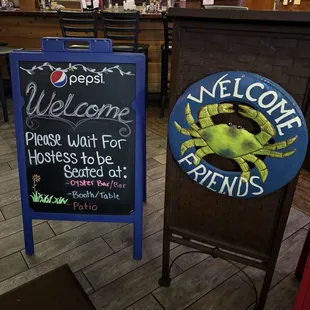 pepsi
Welcome
Please Wait For
Hostess to be
Seated at:
-Oyster Bar/Bar
-Booth/Table
-Patio
WELCOME
FRIENDS